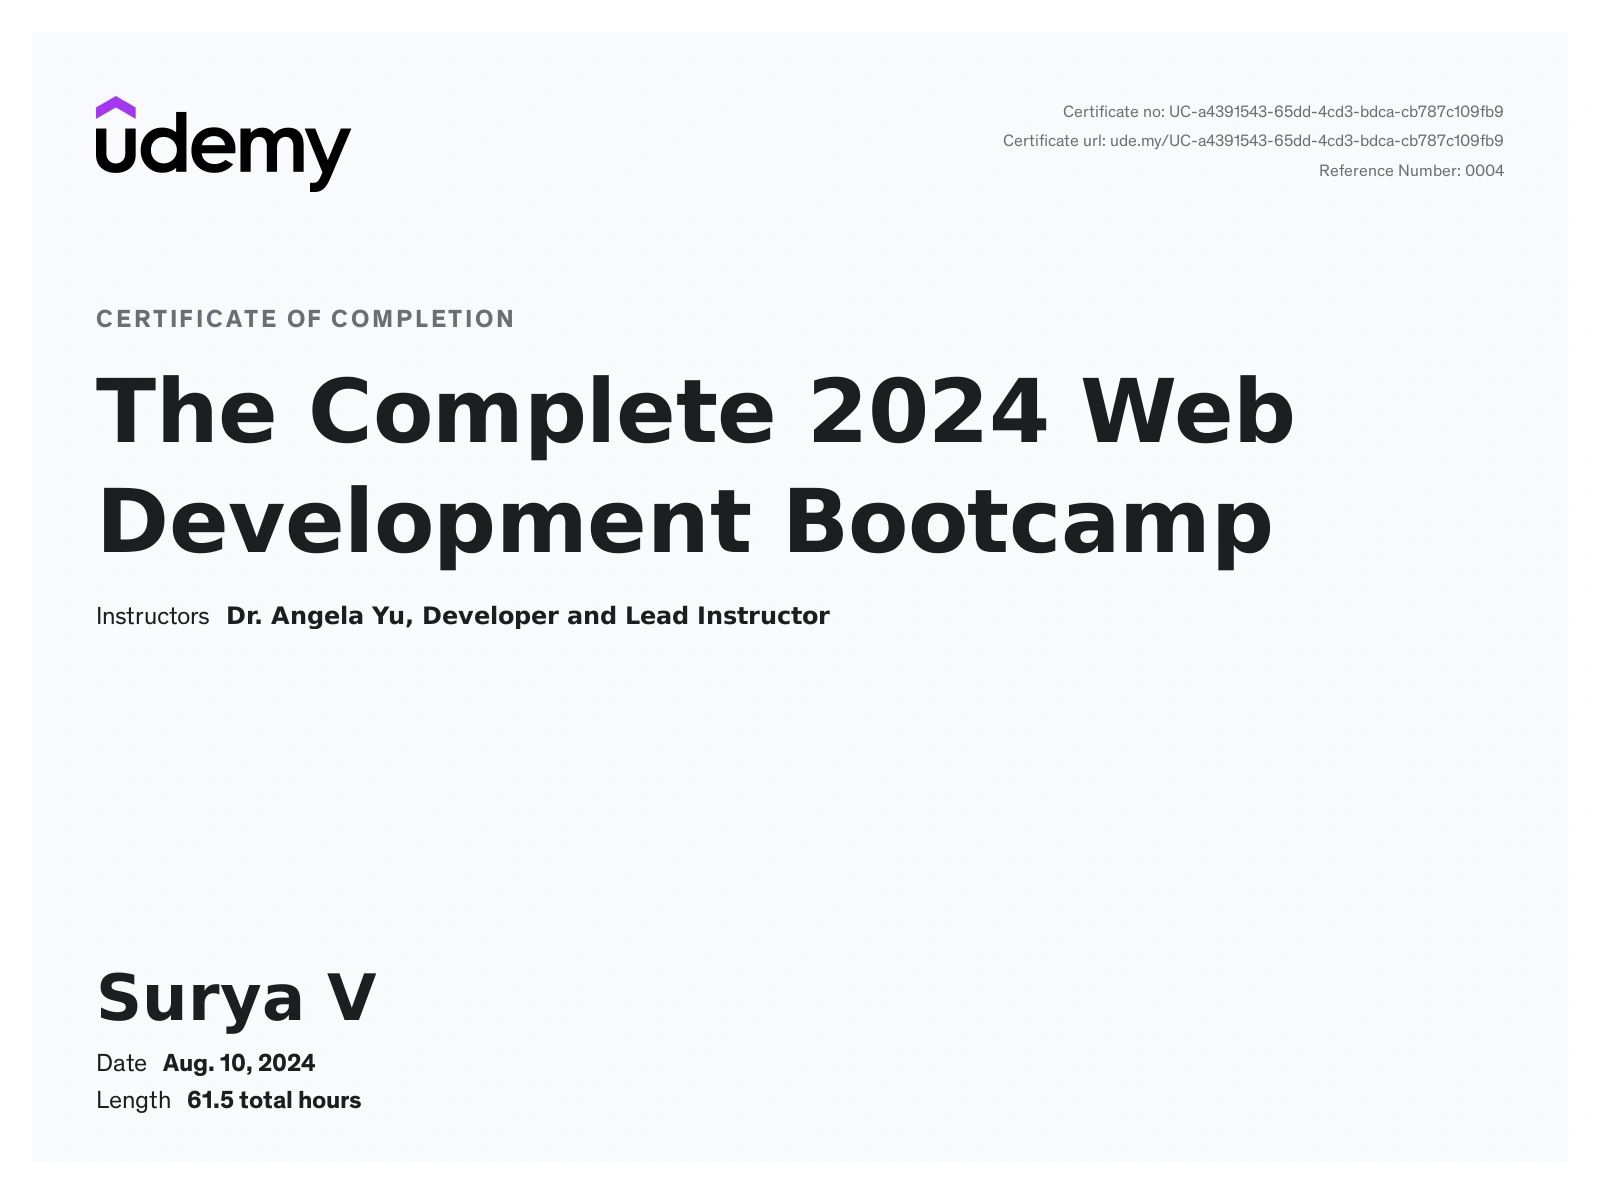 udemy
Certificate no: UC-a4391543-65dd-4cd3-bdca-cb787c109fb9
Certificate url: ude.my/UC-a4391543-65dd-4cd3-bdca-cb787c109fb9
Reference Number: 0004
CERTIFICATE OF COMPLETION
The Complete 2024 Web
Development Bootcamp
Instructors Dr. Angela Yu, Developer and Lead Instructor
Surya V
Date Aug. 10, 2024
Length 61.5 total hours